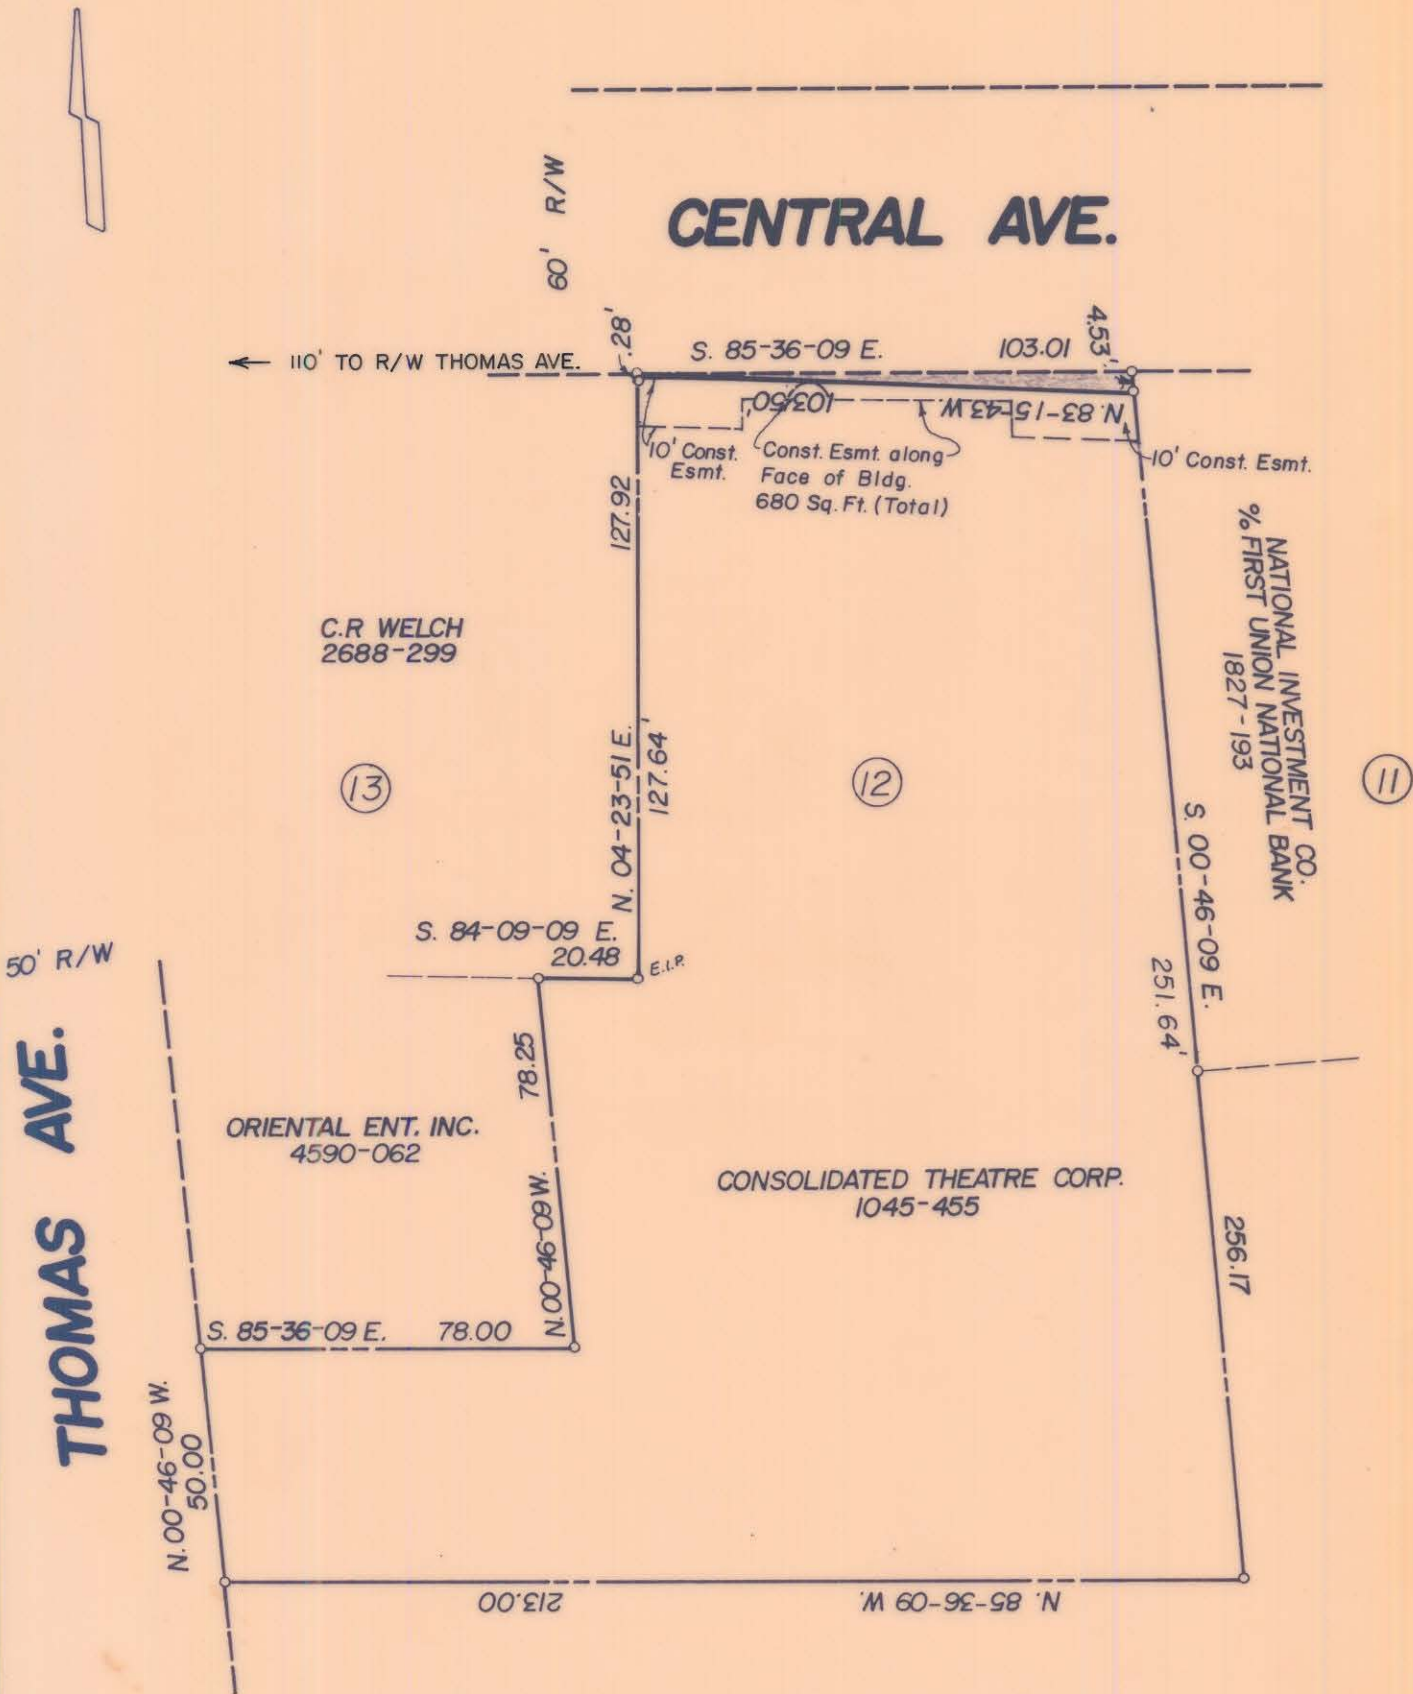 60' R/W
CENTRAL AVE.
110' TO R/W THOMAS AVE.
.28'
S. 85-36-09 E.
103.01
4.53'
103.50'
N. 83-15-43 W.
10' Const.
Esmt.
Const. Esmt. along
Face of Bldg.
680 Sq. Ft. (Total)
10' Const. Esmt.
127.92
C.R WELCH
2688-299
NATIONAL INVESTMENT CO.
% FIRST UNION NATIONAL BANK
1827-193
N. 04-23-51 E.
127.64'
13
12
11
S. 00-46-09 E.
251.64'
S. 84-09-09 E.
20.48
E.I.P.
50' R/W
THOMAS AVE.
78.25
N.00-46-09 W.
ORIENTAL ENT. INC.
4590-062
CONSOLIDATED THEATRE CORP.
1045-455
256.17
S. 85-36-09 E.
78.00
N.00-46-09 W.
50.00
213.00
N. 85-36-09 W.